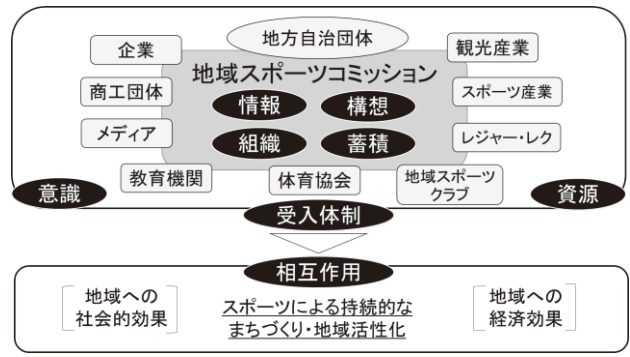 地方自治団体
企業
観光産業
地域スポーツコミッション
商工団体
情報
構想
スポーツ産業
メディア
組織
蓄積
レジャー・レク
教育機関
体育協会
地域スポーツ
クラブ
意識
資源
受入体制
相互作用
地域への
社会的効果
スポーツによる持続的な
まちづくり・地域活性化
地域への
経済効果